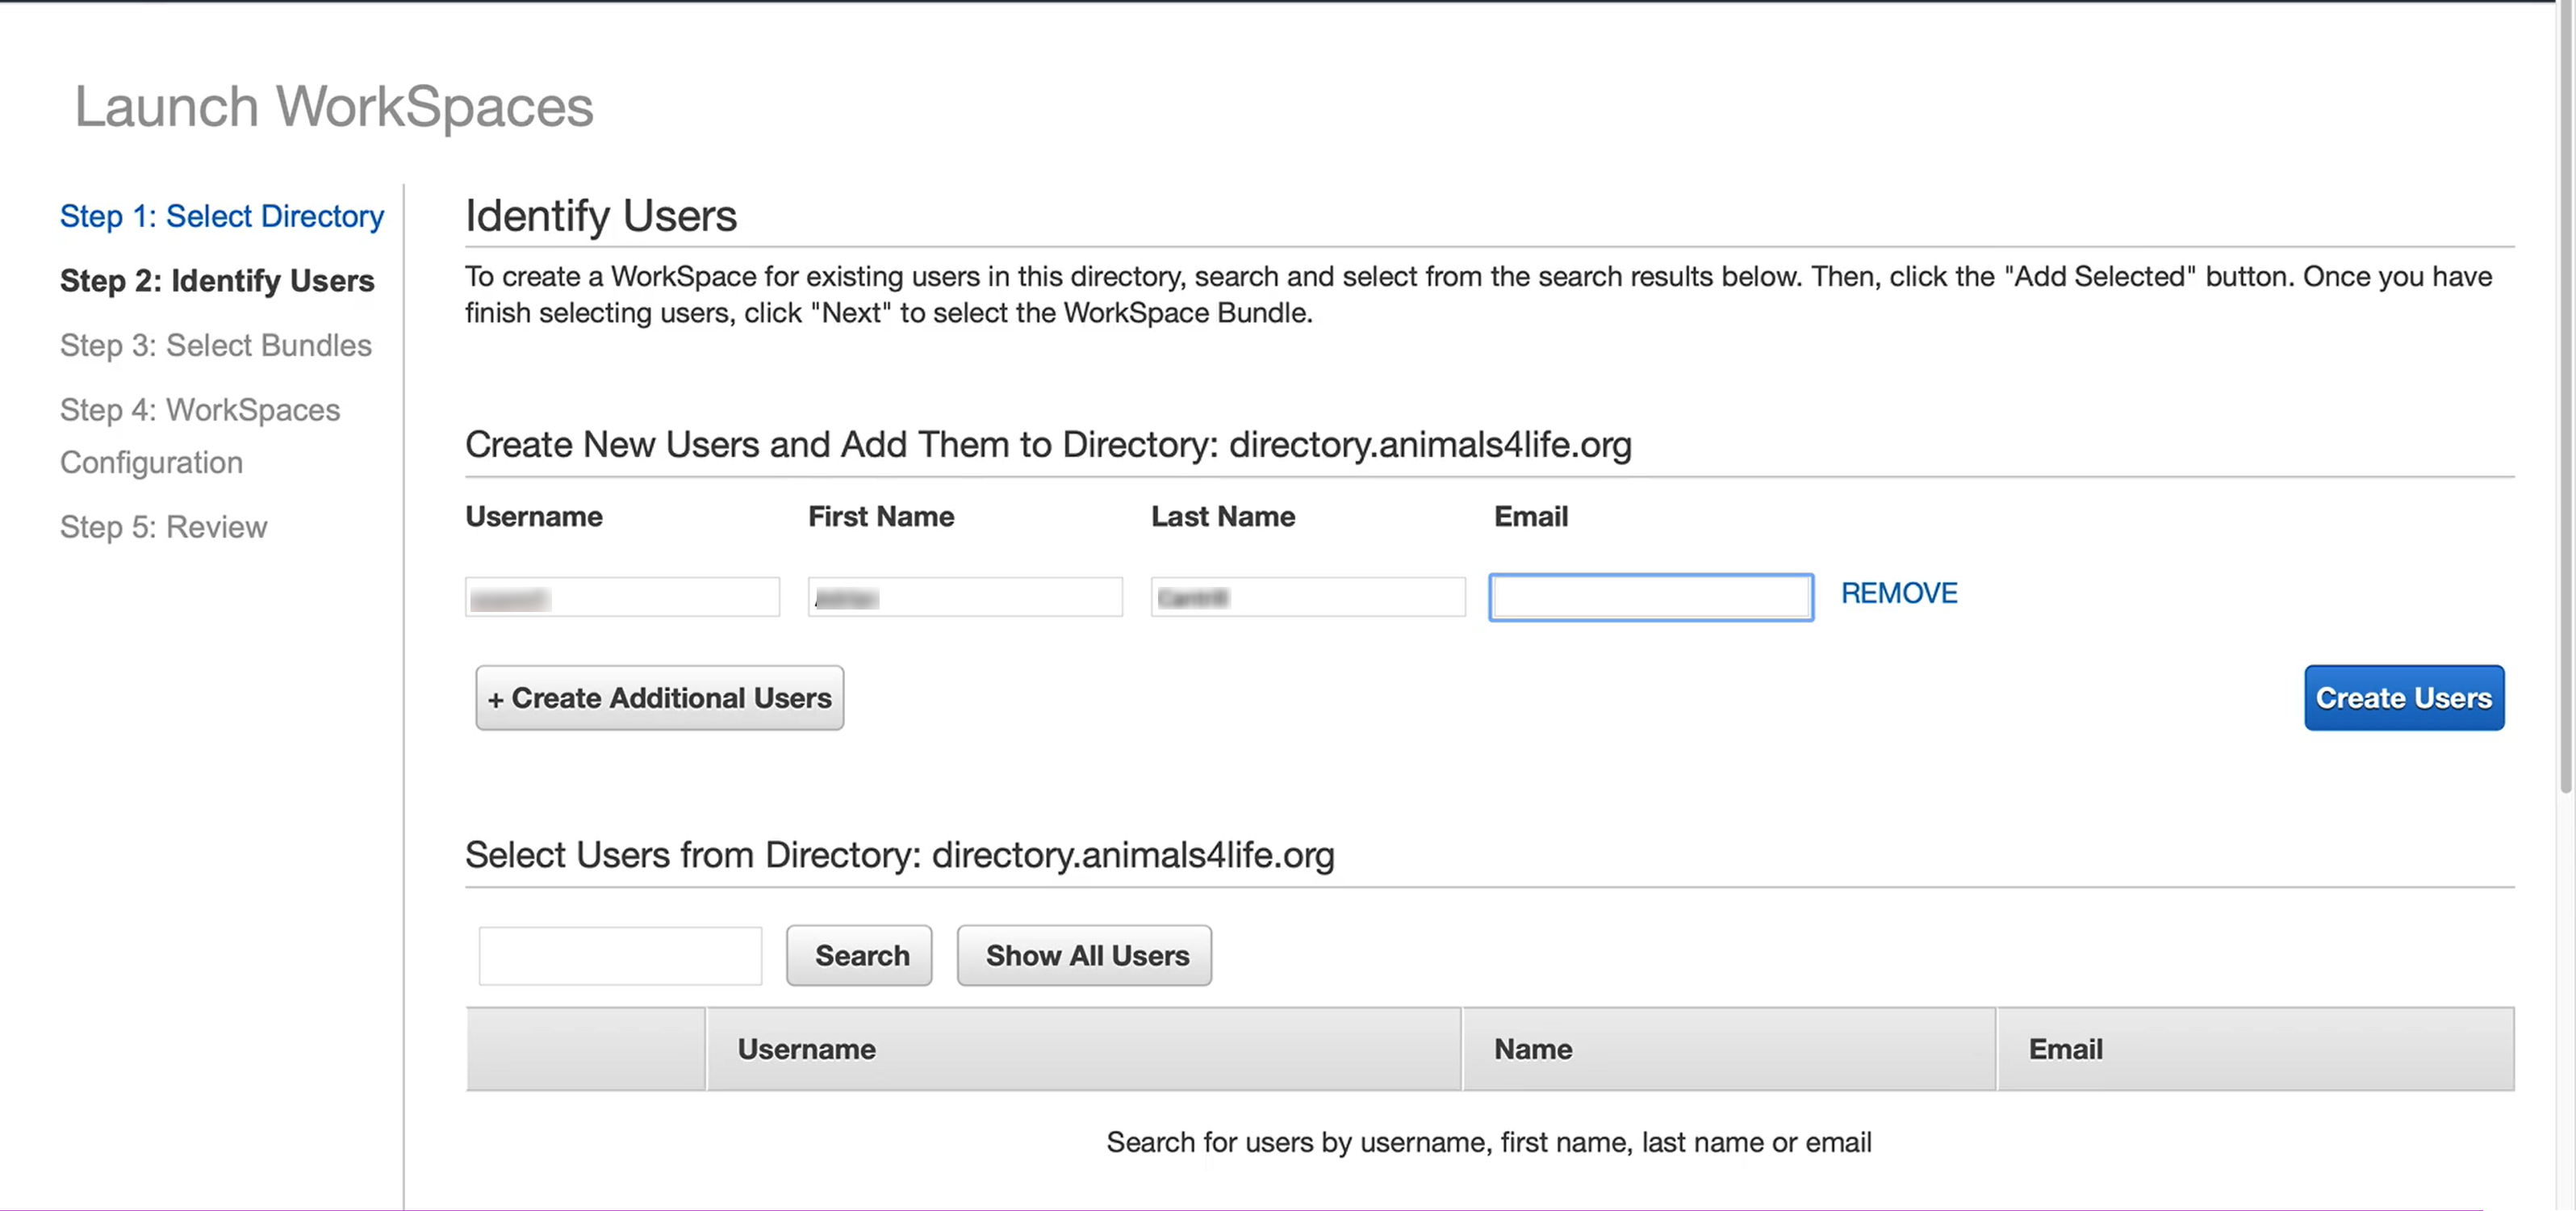 Launch WorkSpaces
Step 1: Select Directory
Step 2: Identify Users
Step 3: Select Bundles
Step 4: WorkSpaces
Configuration
Step 5: Review
Identify Users
To create a WorkSpace for existing users in this directory, search and select from the search results below. Then, click the "Add Selected" button. Once you have
finish selecting users, click "Next" to select the WorkSpace Bundle.
Create New Users and Add Them to Directory: directory.animals4life.org
Username First Name Last Name Email
REMOVE
+ Create Additional Users Create Users
Select Users from Directory: directory.animals4life.org
Search Show All Users
Username Name Email
Search for users by username, first name, last name or email